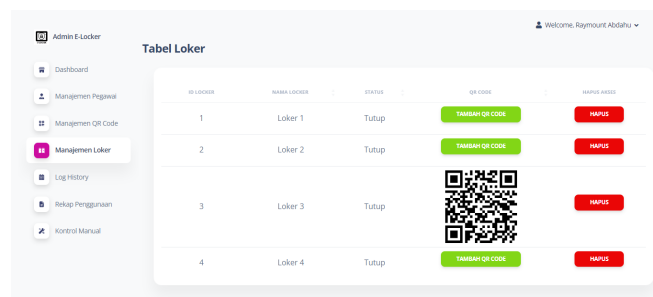 Welcome, Raymount Abdahu
Admin E-Locker
Tabel Loker
Dashboard
Manajemen Pegawai
Manajemen QR Code
Manajemen Loker
Log History
Rekap Penggunaan
Kontrol Manual
ID LOCKER NAMA LOCKER STATUS QR CODE HAPUS AKSES
1 Loker 1 Tutup TAMBAH QR CODE HAPUS
2 Loker 2 Tutup TAMBAH QR CODE HAPUS
3 Loker 3 Tutup HAPUS
4 Loker 4 Tutup TAMBAH QR CODE HAPUS